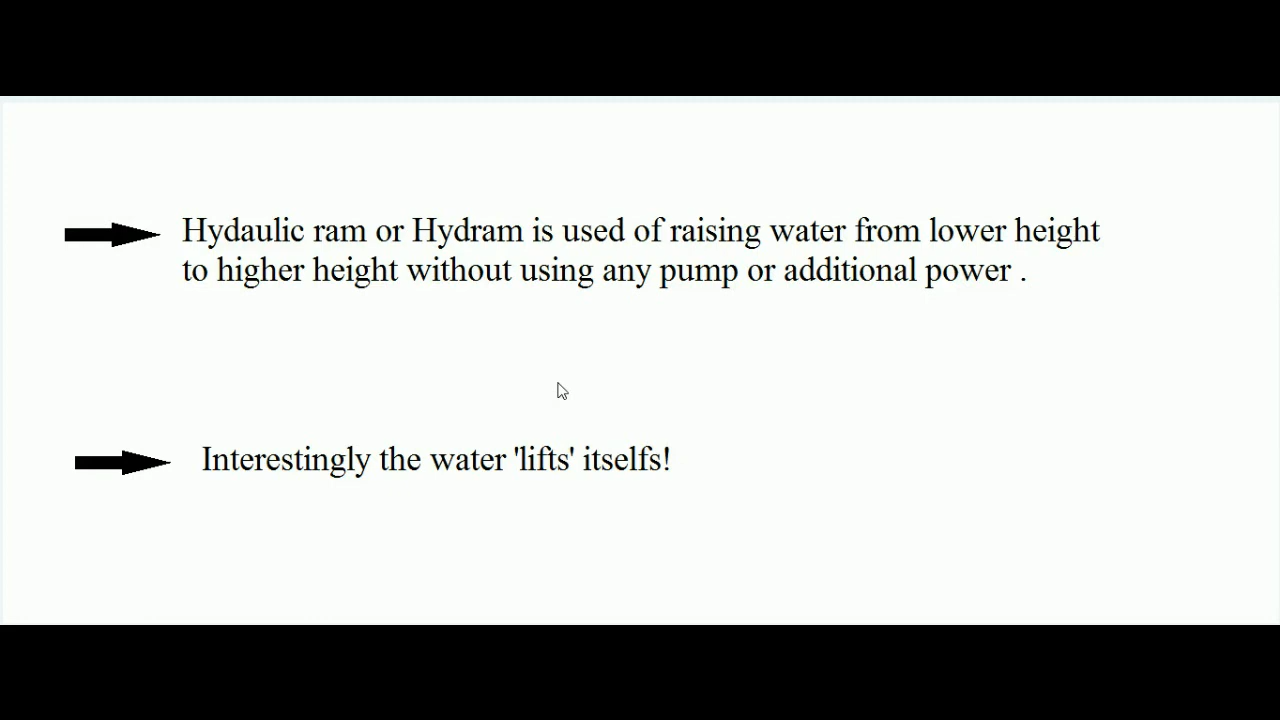 Hydaulic ram or Hydram is used of raising water from lower height
to higher height without using any pump or additional power .
Interestingly the water 'lifts' itselfs!